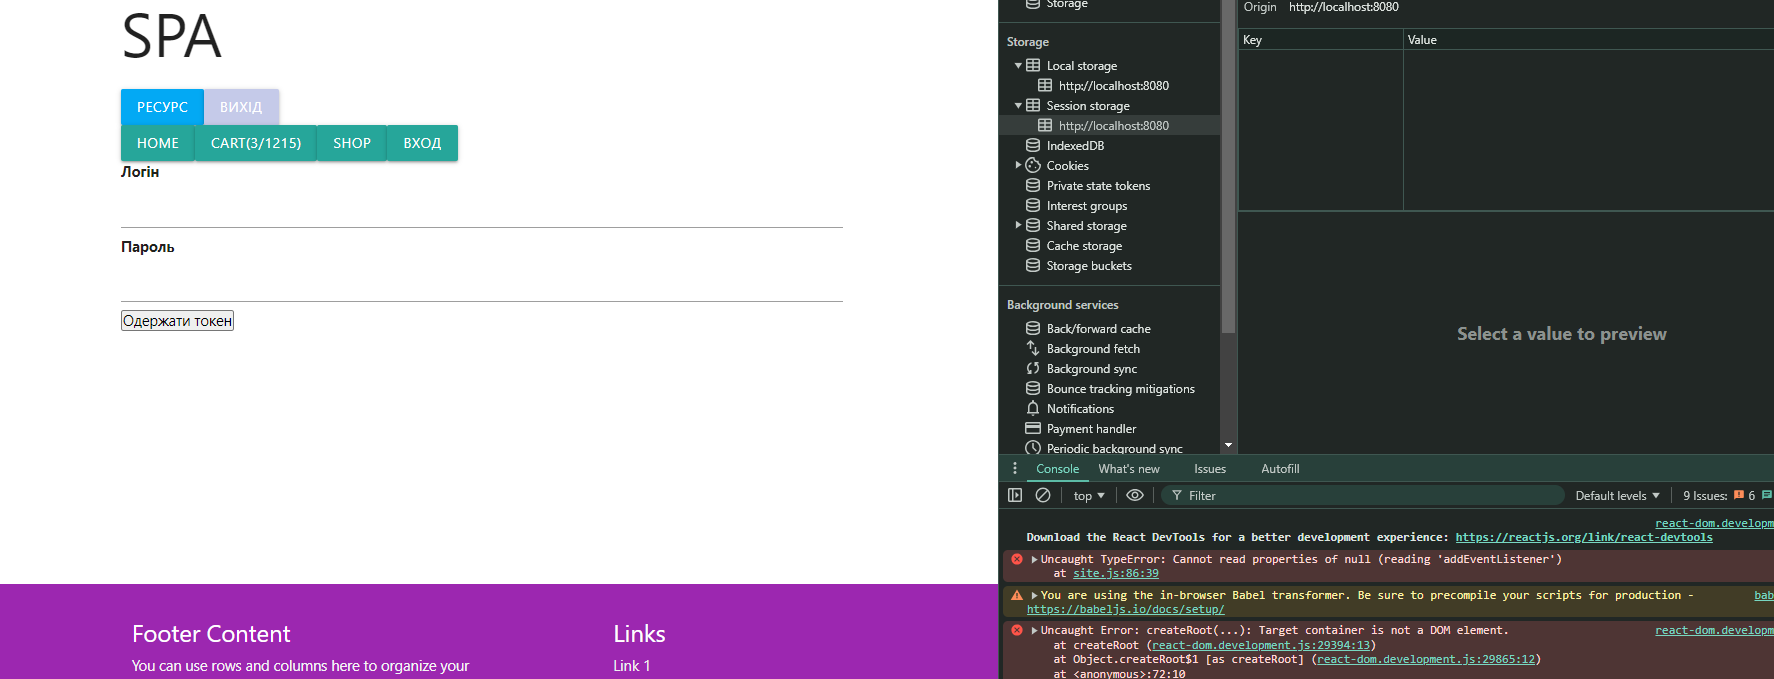 SPA
РЕСУРС ВИХІД
HOME CART(3/1215) SHOP ВХОД
Логін
Пароль
Одержати токен
Footer Content
You can use rows and columns here to organize your
Links
Link 1
Storage
Storage
Local storage
http://localhost:8080
Session storage
http://localhost:8080
IndexedDB
Cookies
Private state tokens
Interest groups
Shared storage
Cache storage
Storage buckets
Background services
Back/forward cache
Background fetch
Background sync
Bounce tracking mitigations
Notifications
Payment handler
Periodic background sync
Origin http://localhost:8080
Key Value
Select a value to preview
Console What's new Issues Autofill
top Filter Default levels 9 Issues: 6
react-dom.developm
Download the React DevTools for a better development experience: https://reactjs.org/link/react-devtools
Uncaught TypeError: Cannot read properties of null (reading 'addEventListener')
at site.js:86:39
You are using the in-browser Babel transformer. Be sure to precompile your scripts for production - bab
https://babeljs.io/docs/setup/
Uncaught Error: createRoot(...): Target container is not a DOM element. react-dom.developm
at createRoot (react-dom.development.js:29394:13)
at Object.createRoot$1 [as createRoot] (react-dom.development.js:29865:12)
at <anonymous>:72:10